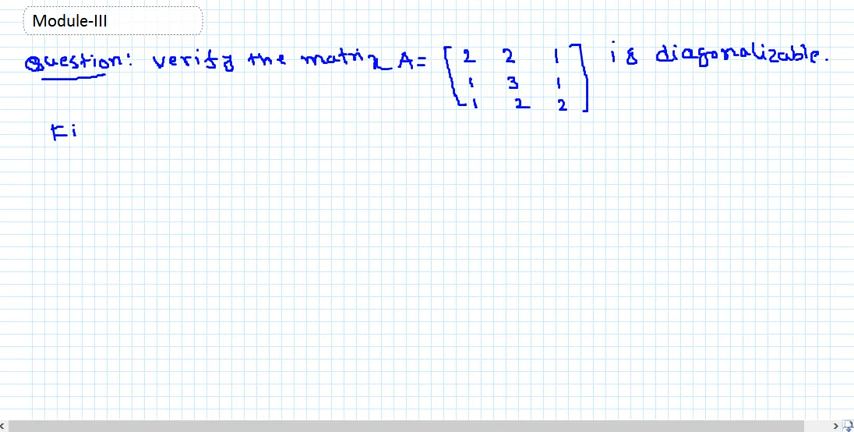 Module-III
Question: verify the matrix A = [ 2 2 1 ] is diagonalizable.
1 3 1
1 2 2
Fi